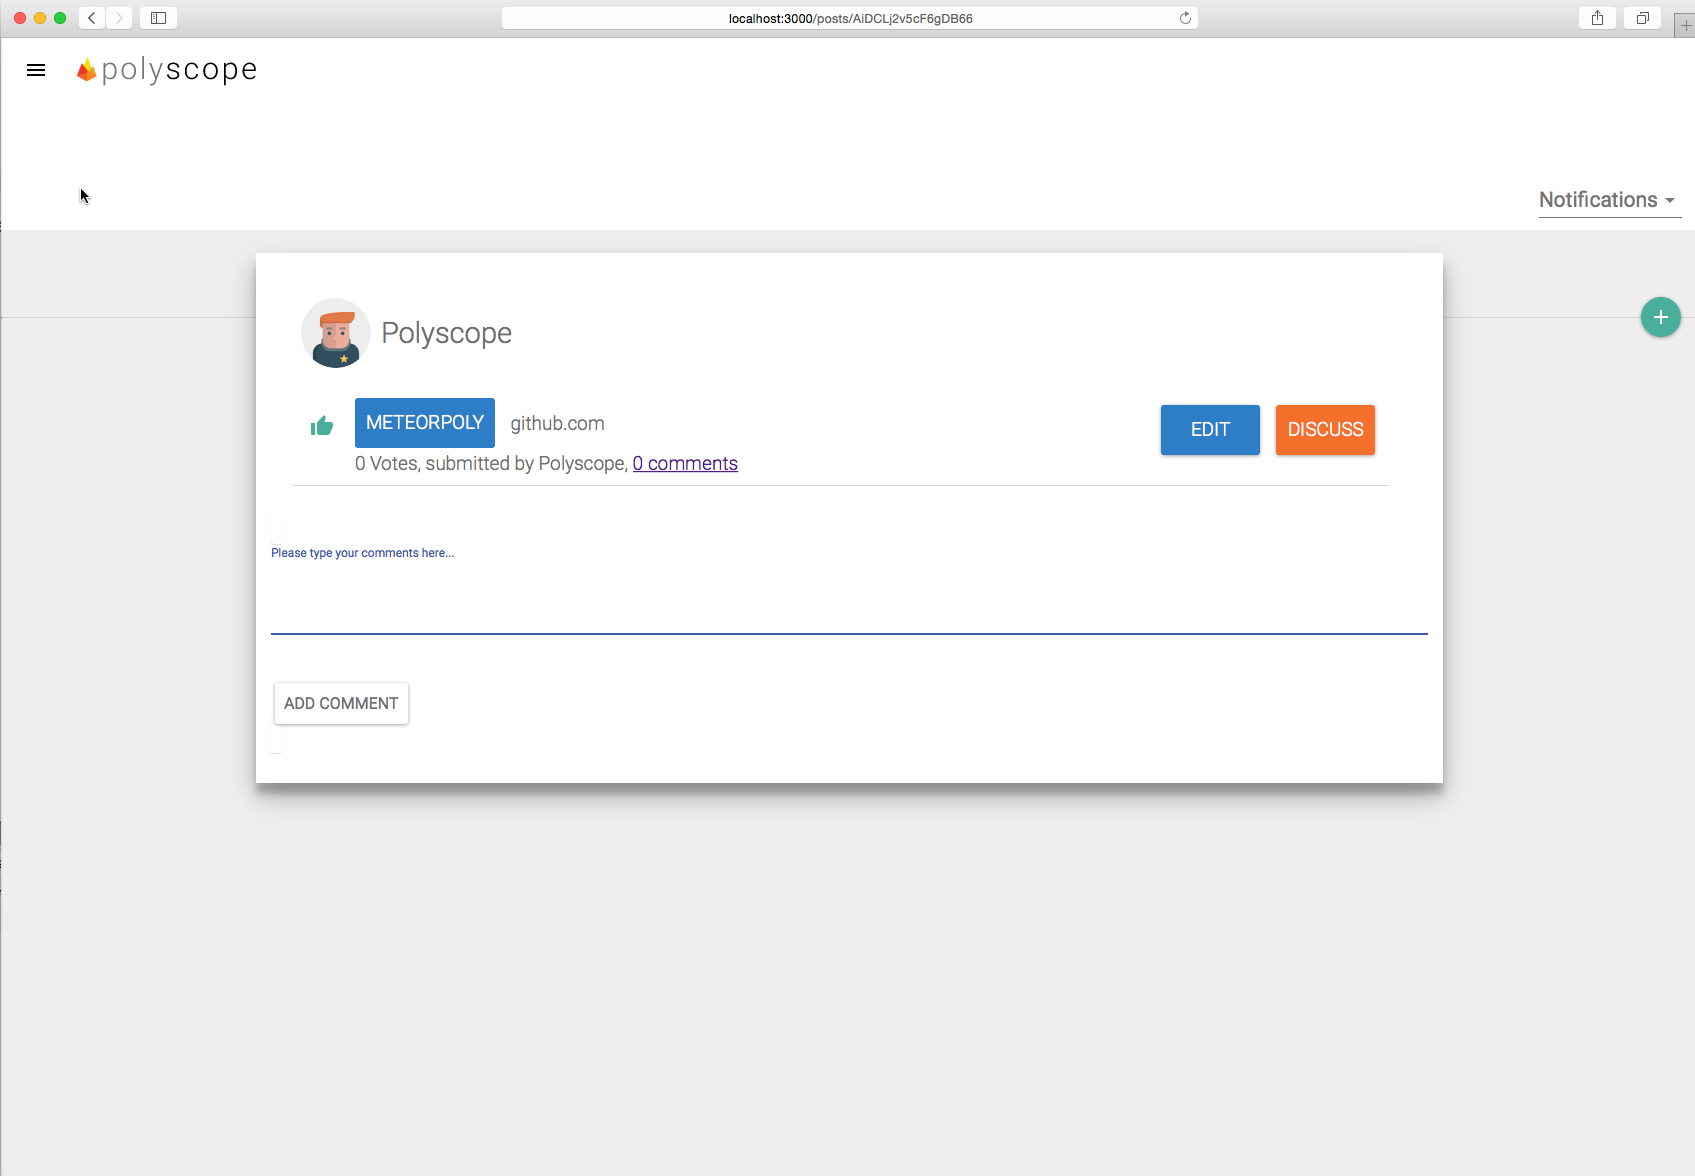 localhost:3000/posts/AiDCLj2v5cF6gDB66
polyscope
Notifications
Polyscope
METEORPOLY github.com
EDIT DISCUSS
0 Votes, submitted by Polyscope, 0 comments
Please type your comments here...
ADD COMMENT